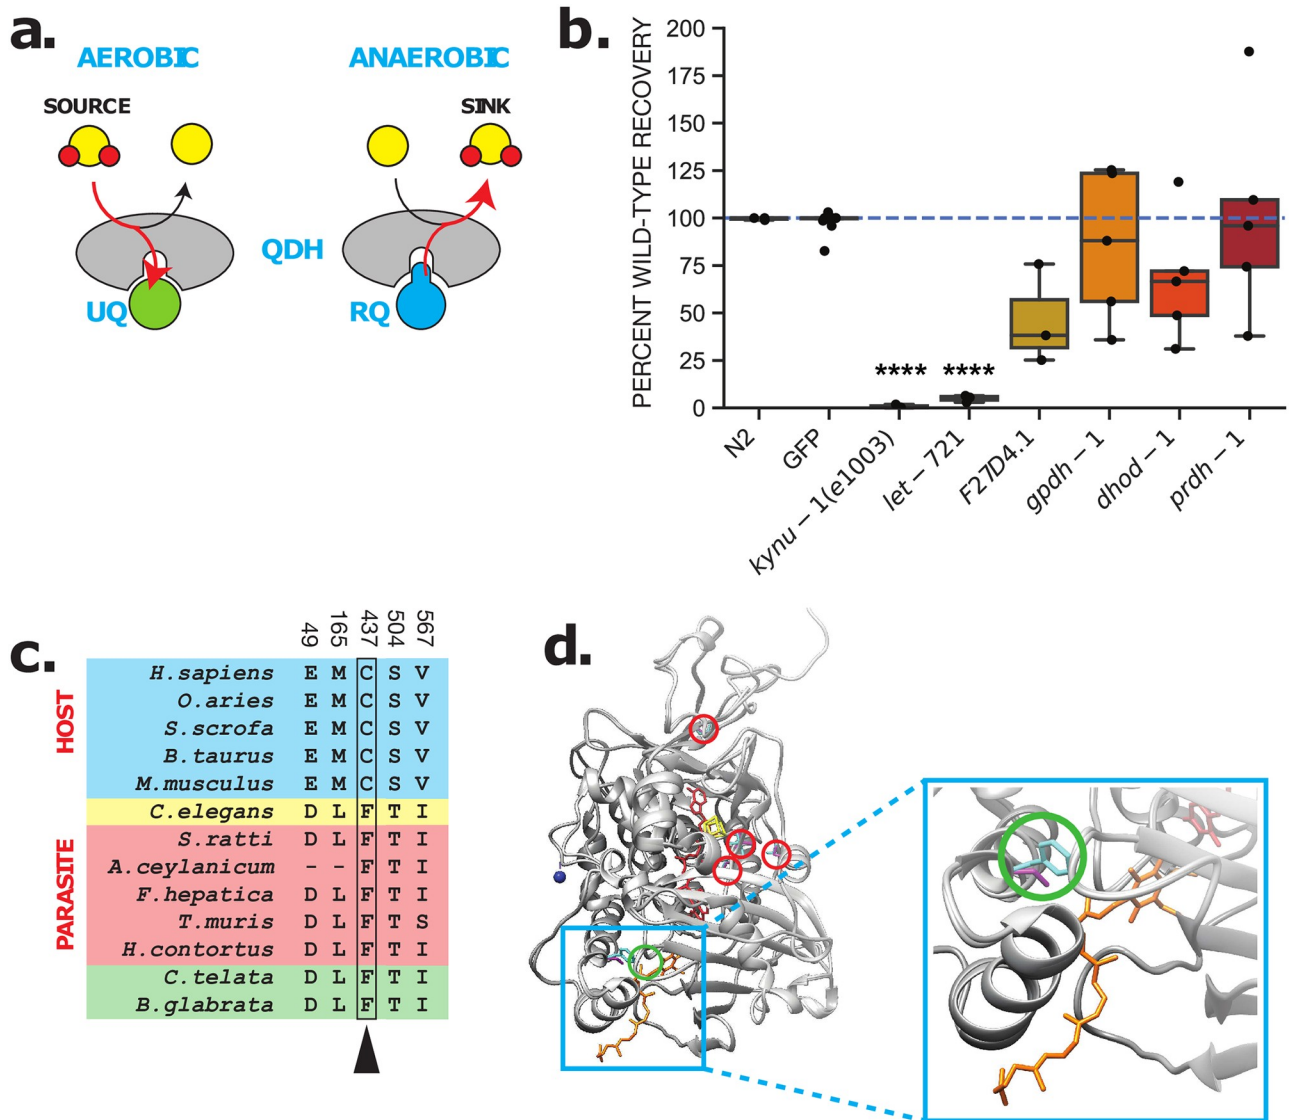 a.
AEROBIC
ANAEROBIC
SOURCE
SINK
QDH
UQ
RQ
b.
PERCENT WILD-TYPE RECOVERY
200
175
150
125
100
75
50
25
0
**** ****
N2
GFP
kynu-1(e1003)
let-721
F27D4.1
gpdh-1
dhod-1
prdh-1
c.
49 165 437 504 567
HOST
H.sapiens E M C S V
O.aries E M C S V
S.scrofa E M C S V
B.taurus E M C S V
M.musculus E M C S V
C.elegans D L F T I
PARASITE
S.ratti D L F T I
A.ceylanicum - - F T I
F.hepatica D L F T I
T.muris D L F T S
H.contortus D L F T I
C.telata D L F T I
B.glabrata D L F T I
d.